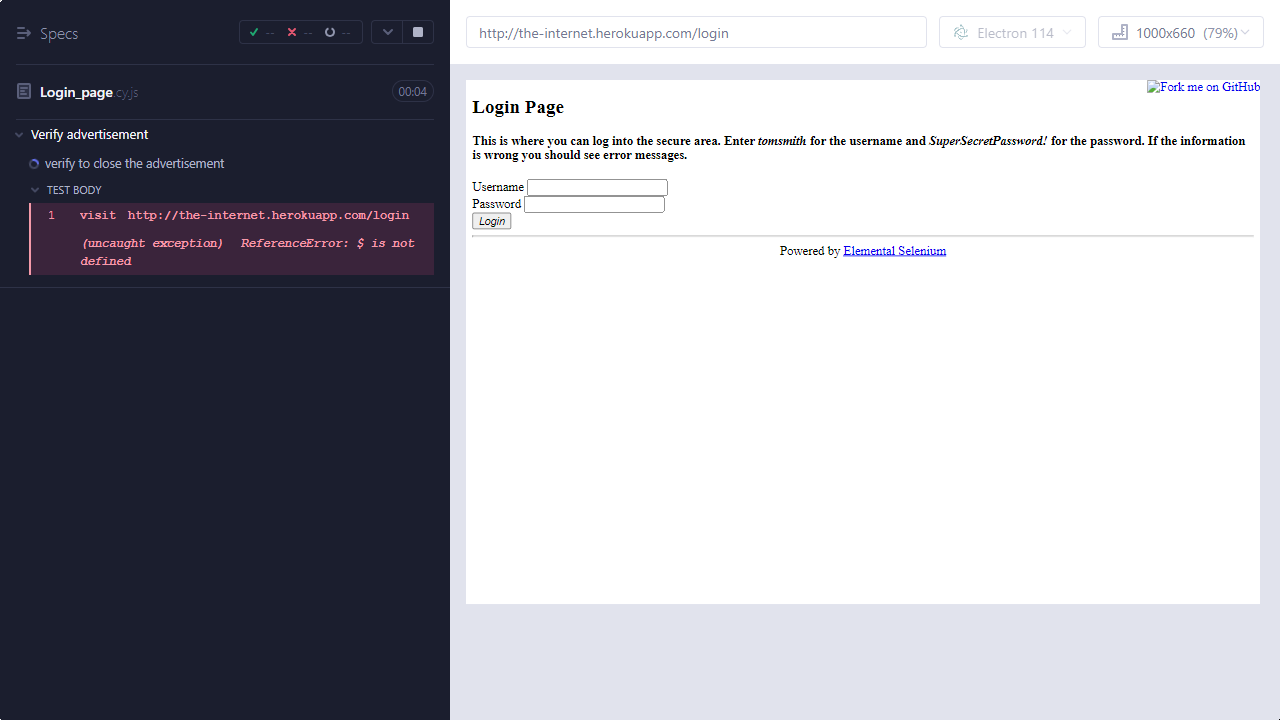 Specs
-- -- --
Login_page.cy.js
00:04
Verify advertisement
verify to close the advertisement
TEST BODY
1 visit http://the-internet.herokuapp.com/login
(uncaught exception) ReferenceError: $ is not
defined
http://the-internet.herokuapp.com/login
Electron 114
1000x660 (79%)
Fork me on GitHub
Login Page
This is where you can log into the secure area. Enter tomsmith for the username and SuperSecretPassword! for the password. If the information
is wrong you should see error messages.
Username
Password
Login
Powered by Elemental Selenium